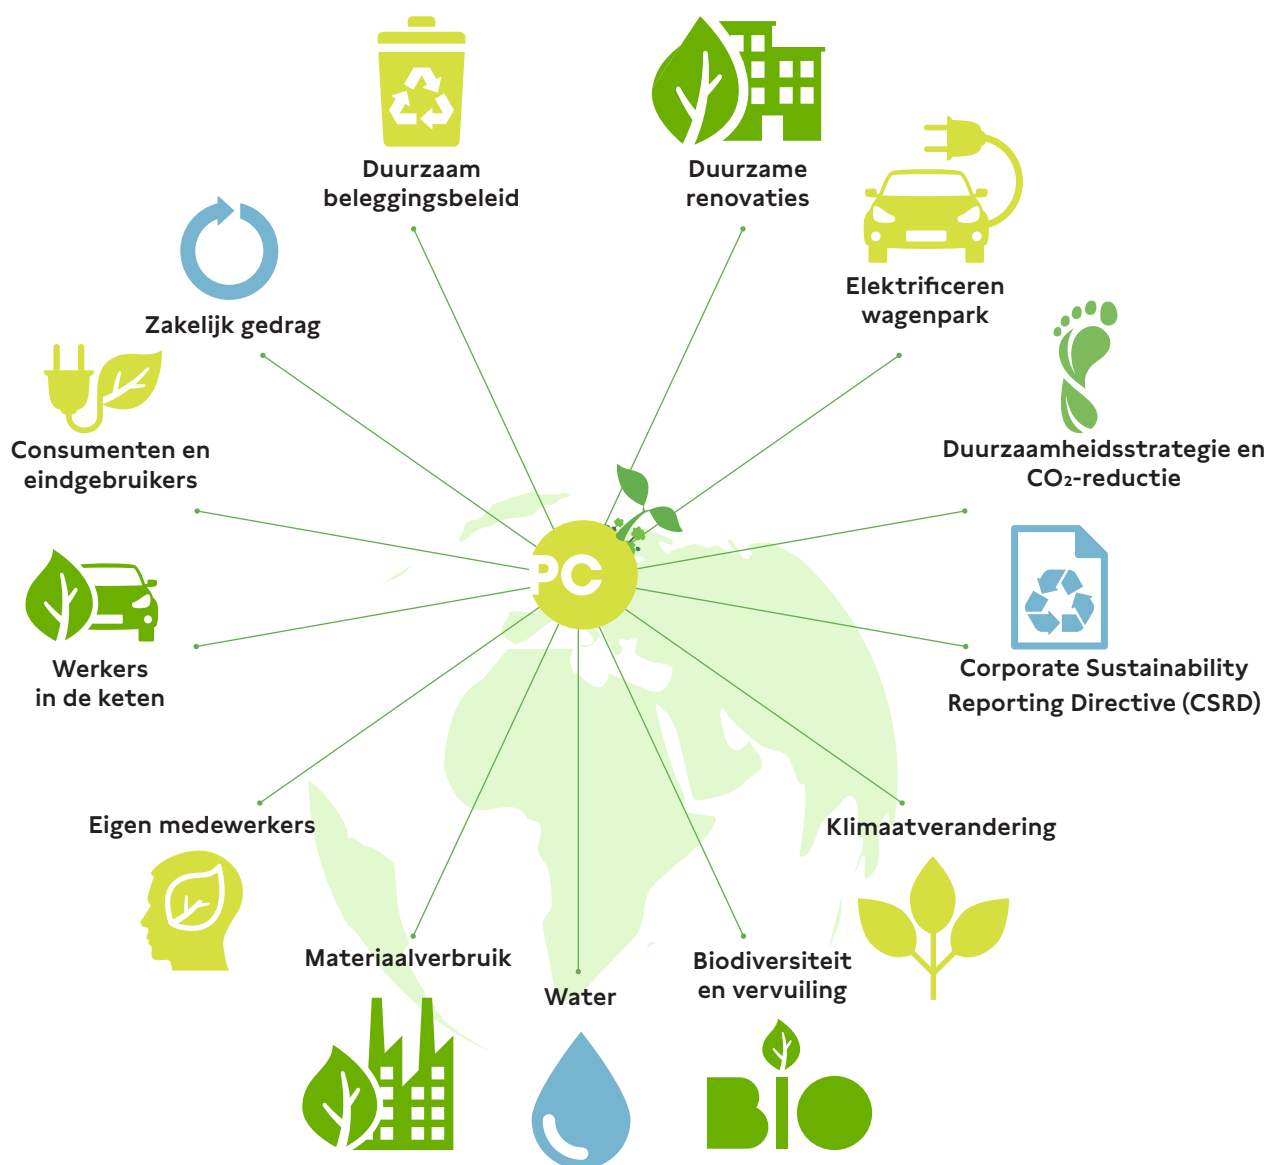 Duurzaam
beleggingsbeleid
Duurzame
renovaties
Elektrificeren
wagenpark
Zakelijk gedrag
Consumenten en
eindgebruikers
Duurzaamheidsstrategie en
CO₂-reductie
PC
Werkers
in de keten
Corporate Sustainability
Reporting Directive (CSRD)
Eigen medewerkers
Klimaatverandering
Materiaalverbruik
Water
Biodiversiteit
en vervuiling
BIO